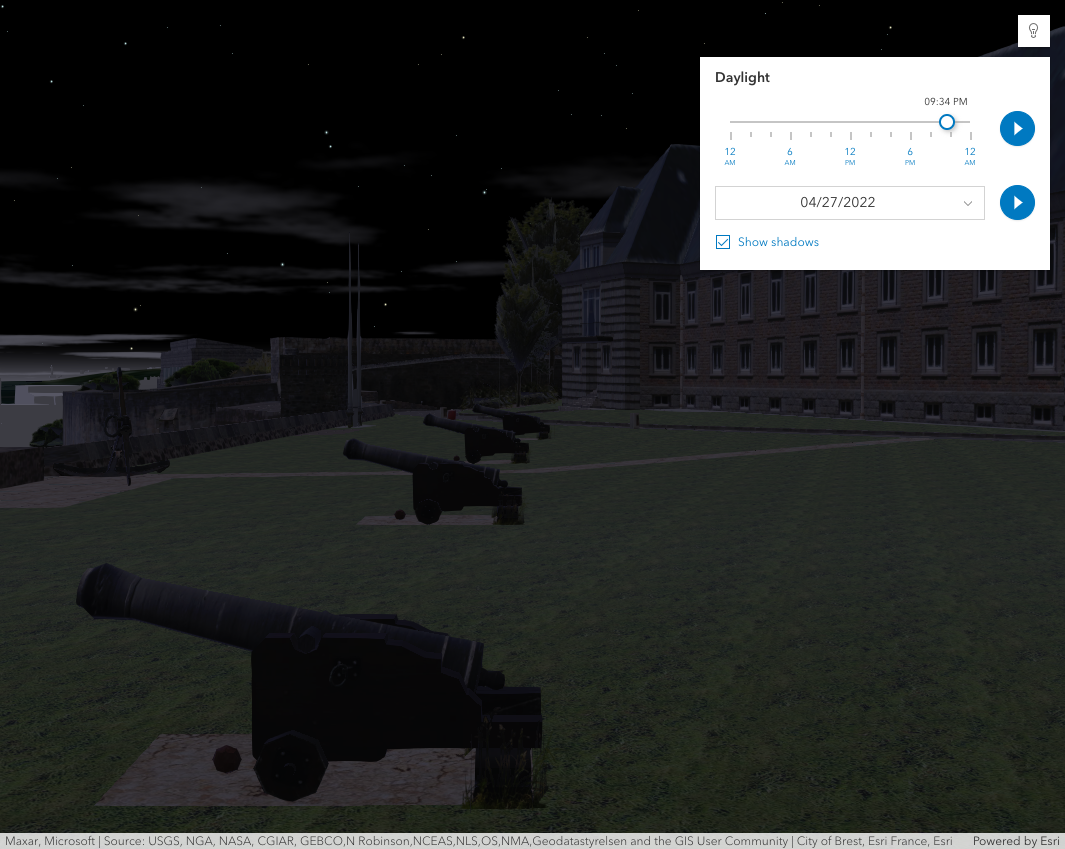 Daylight
09:34 PM
12 6 12 6 12
AM AM PM PM AM
04/27/2022
Show shadows
Maxar, Microsoft | Source: USGS, NGA, NASA, CGIAR, GEBCO,N Robinson,NCEAS,NLS,OS,NMA,Geodatastyrelsen and the GIS User Community | City of Brest, Esri France, Esri Powered by Esri